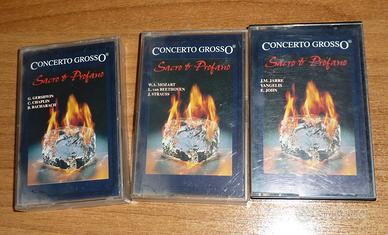 CONCERTO GROSSO®
Sacro & Profano
G. GERSHWIN
C. CHAPLIN
B. BACHARACH
CONCERTO GROSSO®
Sacro & Profano
W.A. MOZART
L. van BEETHOVEN
J. STRAUSS
CONCERTO GROSSO®
Sacro & Profano
J.M. JARRE
VANGELIS
E. JOHN